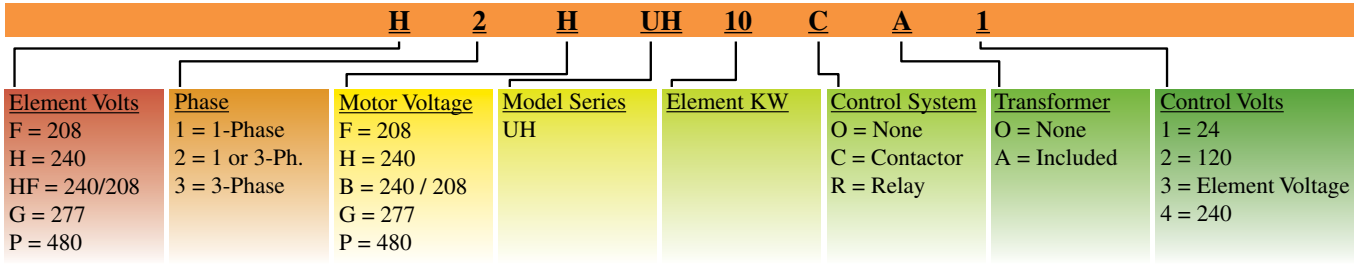 H 2 H UH 10 C A 1
Element Volts
F = 208
H = 240
HF = 240/208
G = 277
P = 480
Phase
1 = 1-Phase
2 = 1 or 3-Ph.
3 = 3-Phase
Motor Voltage
F = 208
H = 240
B = 240 / 208
G = 277
P = 480
Model Series
UH
Element KW
Control System
O = None
C = Contactor
R = Relay
Transformer
O = None
A = Included
Control Volts
1 = 24
2 = 120
3 = Element Voltage
4 = 240